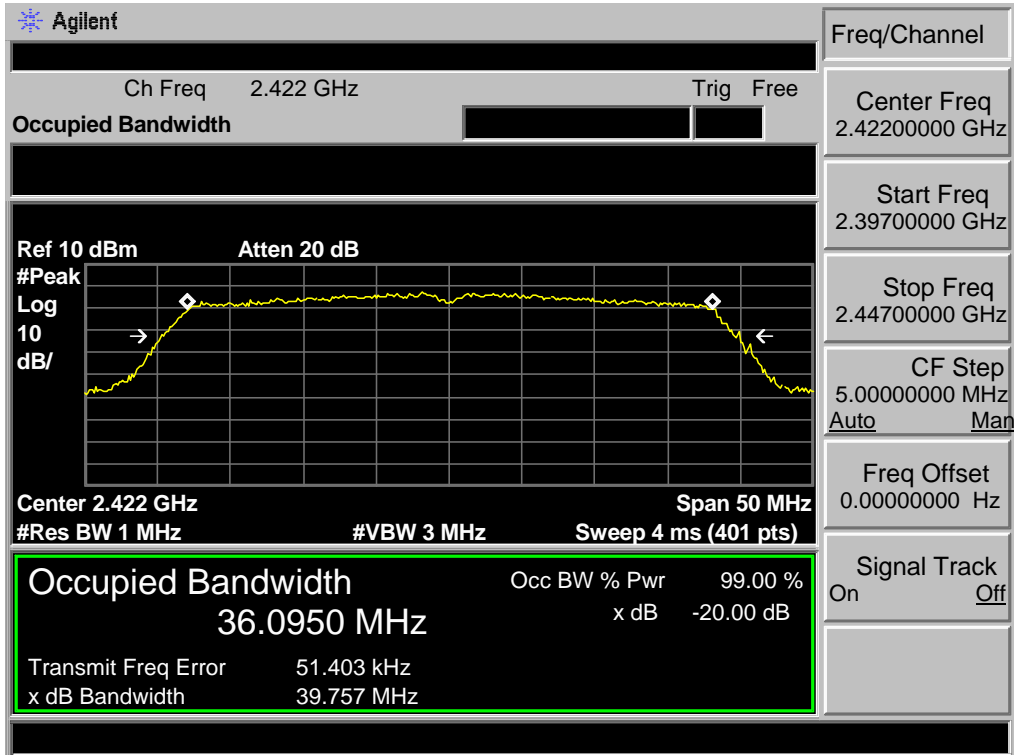 Agilent
Freq/Channel
Ch Freq 2.422 GHz Trig Free
Occupied Bandwidth
Center Freq
2.42200000 GHz
Start Freq
2.39700000 GHz
Ref 10 dBm Atten 20 dB
#Peak
Log
10
dB/
Stop Freq
2.44700000 GHz
CF Step
5.00000000 MHz
Auto Man
Freq Offset
0.00000000 Hz
Center 2.422 GHz Span 50 MHz
#Res BW 1 MHz #VBW 3 MHz Sweep 4 ms (401 pts)
Signal Track
On Off
Occupied Bandwidth Occ BW % Pwr 99.00 %
36.0950 MHz x dB -20.00 dB
Transmit Freq Error 51.403 kHz
x dB Bandwidth 39.757 MHz